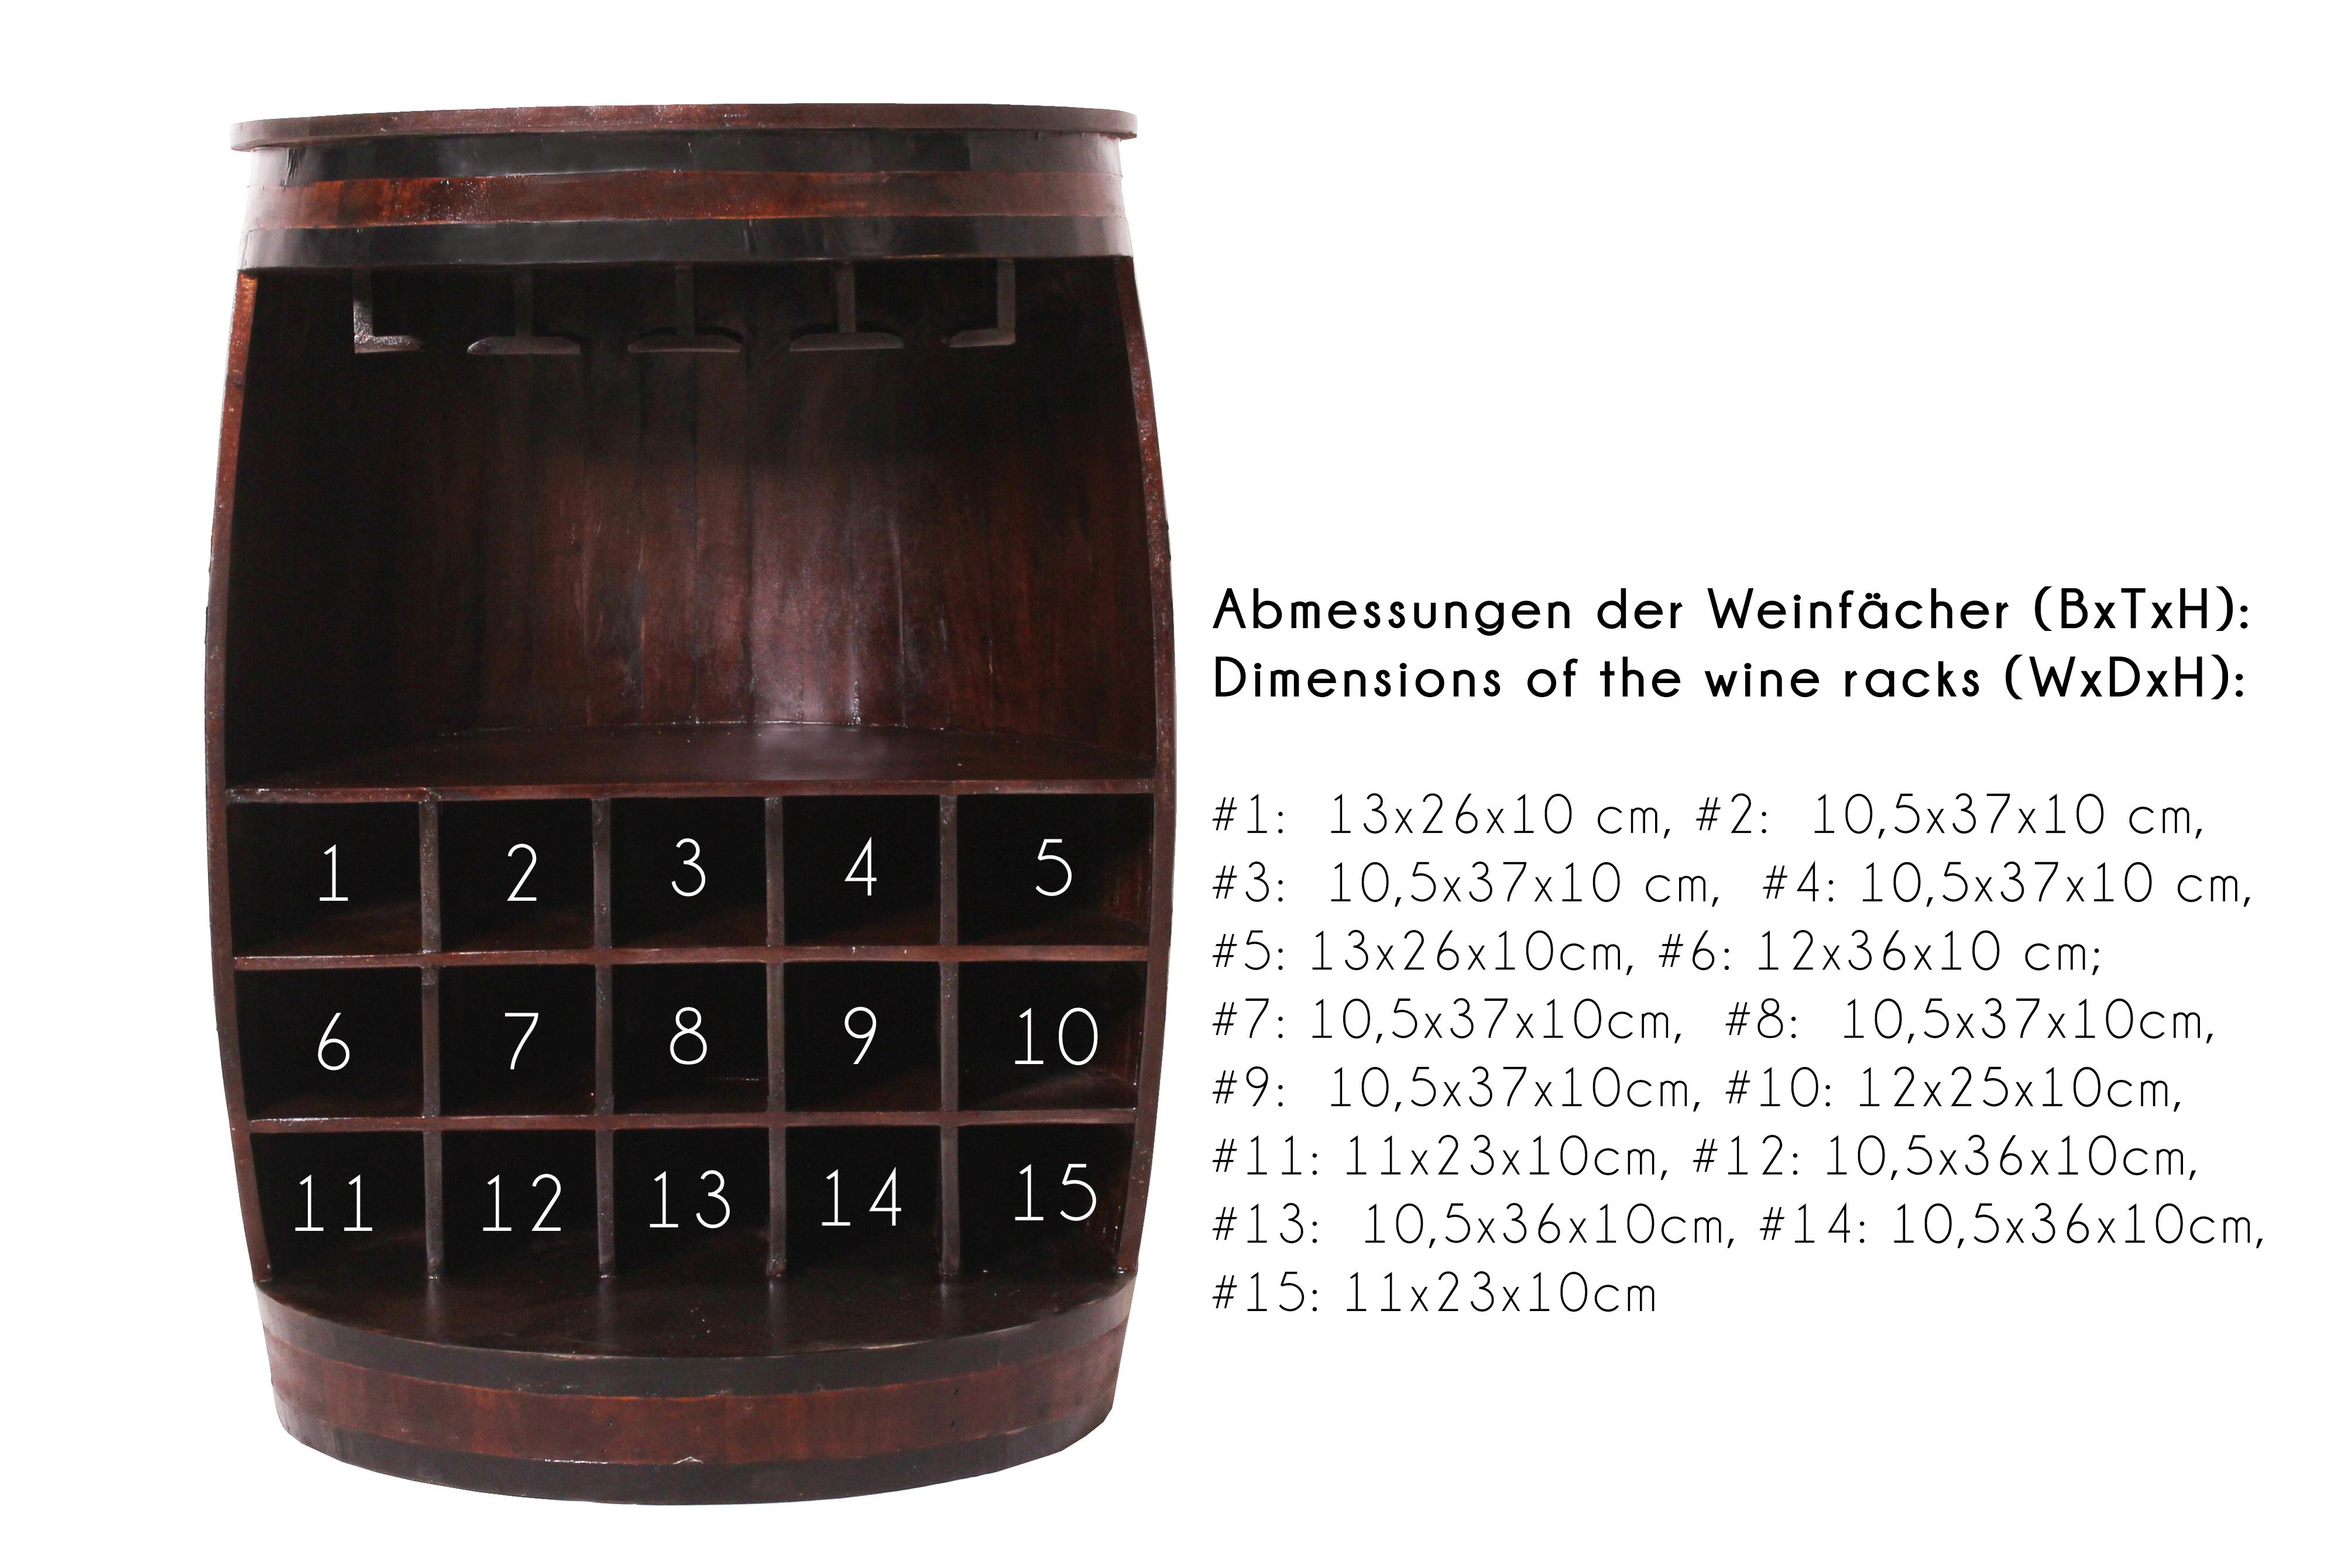 Abmessungen der Weinfächer (BxTxH):
Dimensions of the wine racks (WxDxH):
#1: 13x26x10 cm, #2: 10,5x37x10 cm,
#3: 10,5x37x10 cm, #4: 10,5x37x10 cm,
#5: 13x26x10cm, #6: 12x36x10 cm;
#7: 10,5x37x10cm, #8: 10,5x37x10cm,
#9: 10,5x37x10cm, #10: 12x25x10cm,
#11: 11x23x10cm, #12: 10,5x36x10cm,
#13: 10,5x36x10cm, #14: 10,5x36x10cm,
#15: 11x23x10cm
1 2 3 4 5
6 7 8 9 10
11 12 13 14 15